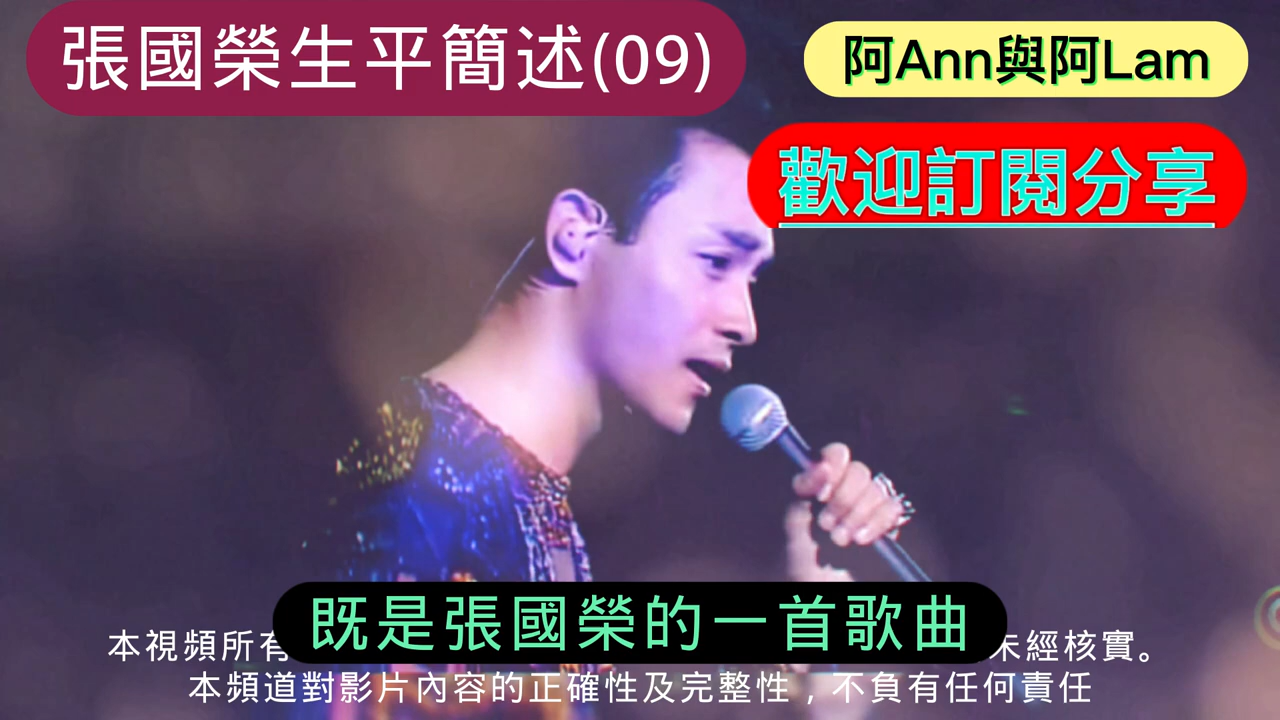 張國榮生平簡述(09)
阿Ann與阿Lam
歡迎訂閱分享
既是張國榮的一首歌曲
本視頻所有 未經核實。
本頻道對影片內容的正確性及完整性，不負有任何責任